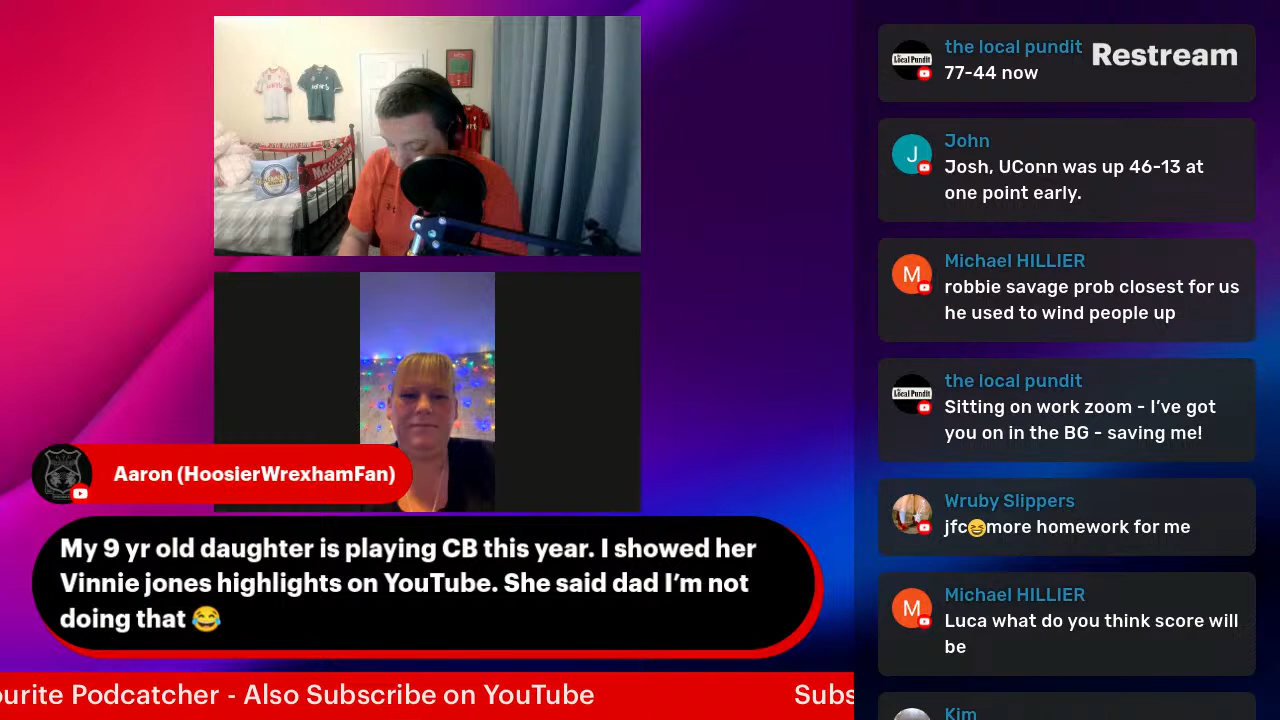 the local pundit
Restream
77-44 now
John
J
Josh, UConn was up 46-13 at
one point early.
Michael HILLIER
M
robbie savage prob closest for us
he used to wind people up
the local pundit
Sitting on work zoom - I’ve got
you on in the BG - saving me!
Wruby Slippers
jfc😆more homework for me
Michael HILLIER
M
Luca what do you think score will
be
Kim
Aaron (HoosierWrexhamFan)
My 9 yr old daughter is playing CB this year. I showed her
Vinnie jones highlights on YouTube. She said dad I’m not
doing that 😂
ourite Podcatcher - Also Subscribe on YouTube
Subs